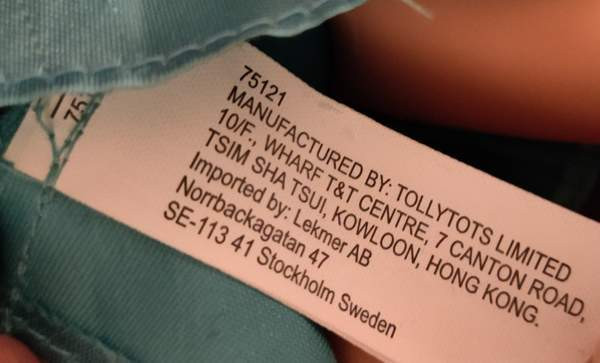 75121
MANUFACTURED BY: TOLLYTOTS LIMITED
10/F., WHARF T&T CENTRE, 7 CANTON ROAD,
TSIM SHA TSUI, KOWLOON, HONG KONG.
Imported by: Lekmer AB
Norrbackagatan 47
SE-113 41 Stockholm Sweden
75